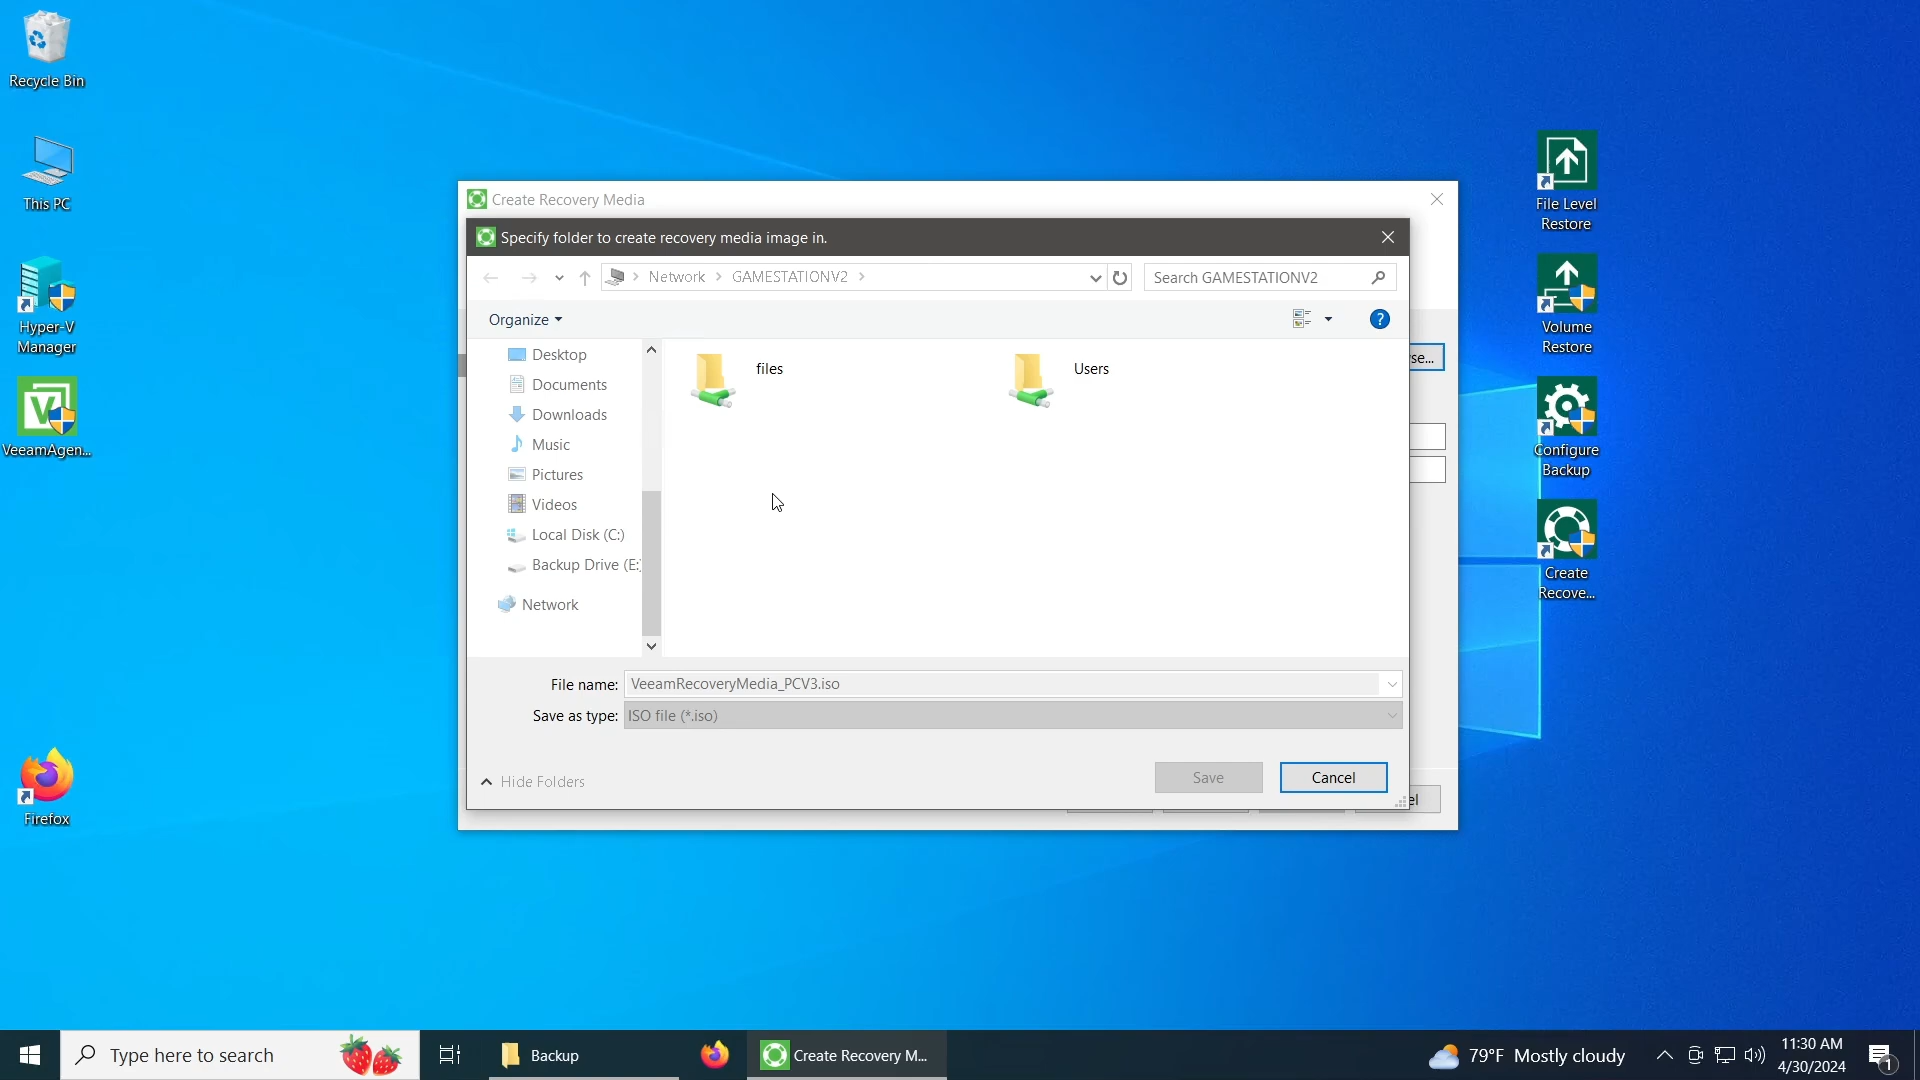 Recycle Bin
This PC
Hyper-V
Manager
VeeamAgen...
Firefox
Create Recovery Media
Specify folder to create recovery media image in.
Network
GAMESTATIONV2
Search GAMESTATIONV2
Organize
Desktop
Documents
Downloads
Music
Pictures
Videos
Local Disk (C:)
Backup Drive (E:)
Network
files
Users
File name:
VeeamRecoveryMedia_PCV3.iso
Save as type:
ISO file (*.iso)
Hide Folders
Save
Cancel
se...
el
File Level
Restore
Volume
Restore
Configure
Backup
Create
Recove...
Type here to search
Backup
Create Recovery M...
79°F Mostly cloudy
11:30 AM
4/30/2024
1